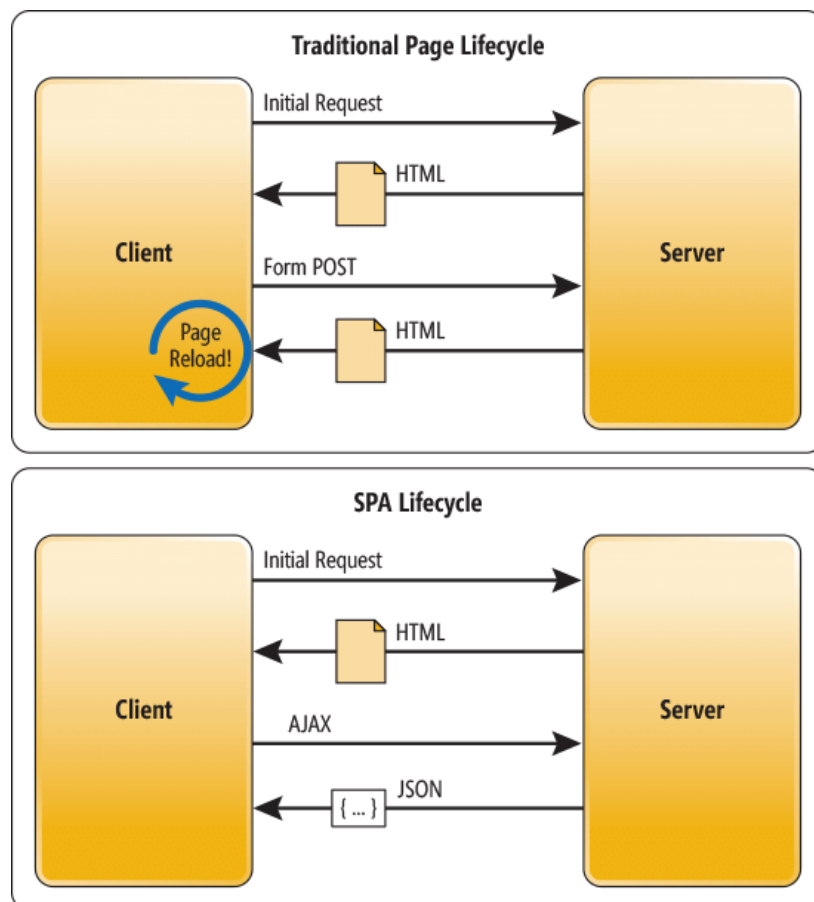 Traditional Page Lifecycle
Initial Request
HTML
Client
Server
Form POST
Page
Reload!
HTML
SPA Lifecycle
Initial Request
HTML
Client
Server
AJAX
JSON
{ ... }